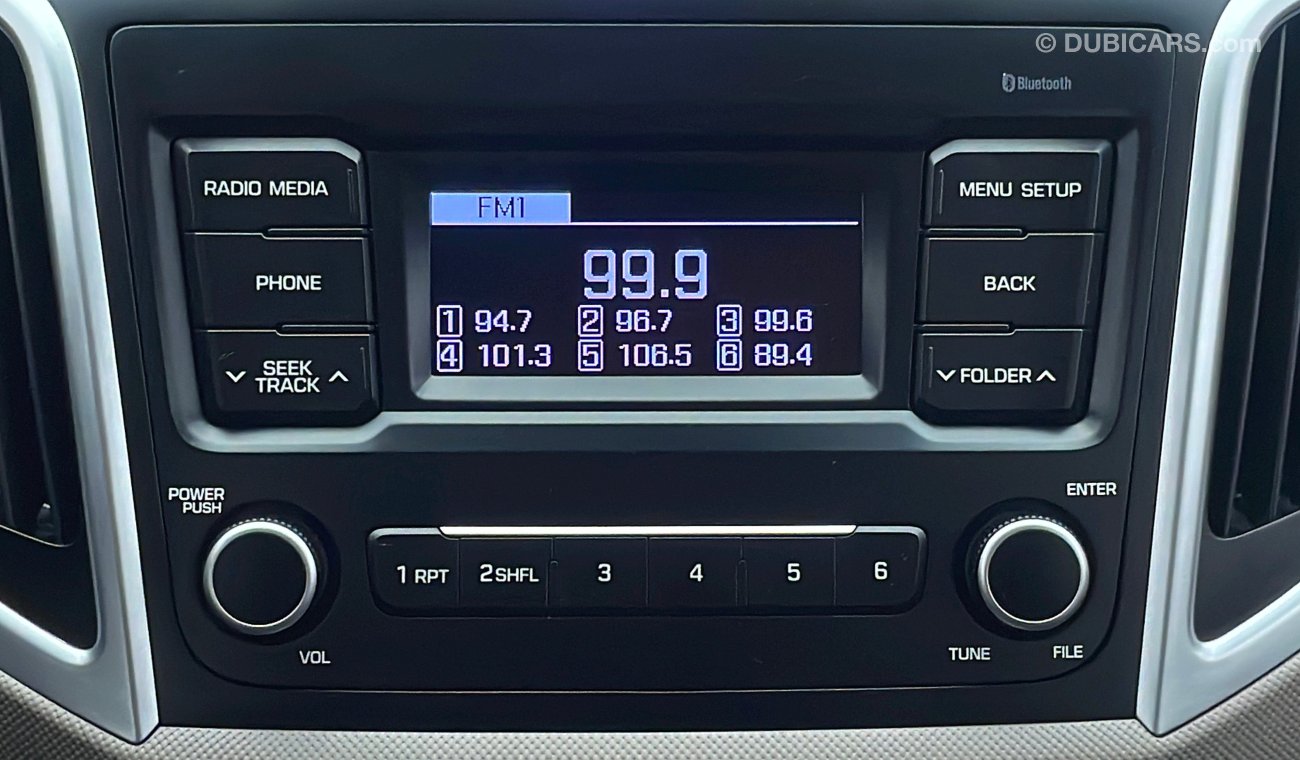 © DUBICARS.com
Bluetooth
RADIO MEDIA
MENU SETUP
FM1
99.9
PHONE
BACK
1 94.7 2 96.7 3 99.6
4 101.3 5 106.5 6 89.4
SEEK
TRACK
FOLDER
POWER
PUSH
ENTER
1 RPT 2 SHFL 3 4 5 6
VOL
TUNE FILE